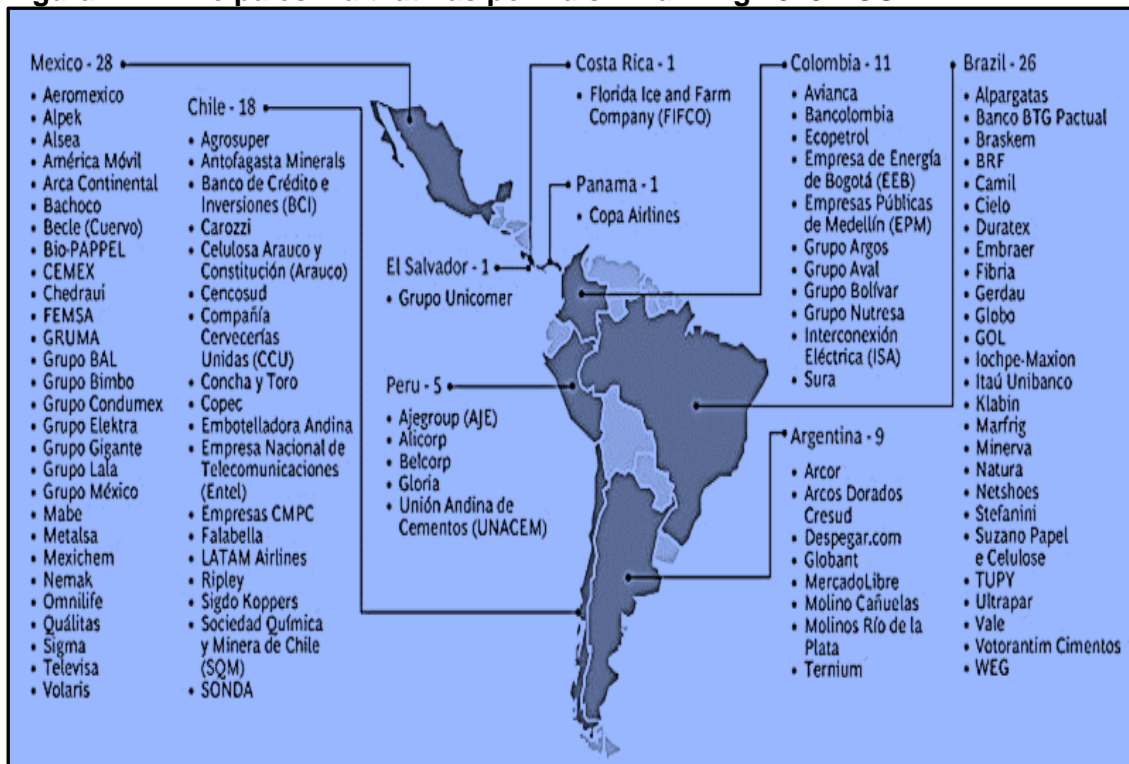 Mexico - 28
• Aeromexico
• Alpek
• Alsea
• América Móvil
• Arca Continental
• Bachoco
• Becle (Cuervo)
• Bio-PAPPEL
• CEMEX
• Chedraui
• FEMSA
• GRUMA
• Grupo BAL
• Grupo Bimbo
• Grupo Condumex
• Grupo Elektra
• Grupo Gigante
• Grupo Lala
• Grupo México
• Mabe
• Metalsa
• Mexichem
• Nemak
• Omnilife
• Quálitas
• Sigma
• Televisa
• Volaris
Chile - 18
• Agrosuper
• Antofagasta Minerals
• Banco de Crédito e
Inversiones (BCI)
• Carozzi
• Celulosa Arauco y
Constitución (Arauco)
• Cencosud
• Compañía
Cervecerías
Unidas (CCU)
• Concha y Toro
• Copec
• Embotelladora Andina
• Empresa Nacional de
Telecomunicaciones
(Entel)
• Empresas CMPC
• Falabella
• LATAM Airlines
• Ripley
• Sigdo Koppers
• Sociedad Química
y Minera de Chile
(SQM)
• SONDA
El Salvador - 1
• Grupo Unicomer
Peru - 5
• Ajegroup (AJE)
• Alicorp
• Belcorp
• Gloria
• Unión Andina de
Cementos (UNACEM)
Costa Rica - 1
• Florida Ice and Farm
Company (FIFCO)
Panama - 1
• Copa Airlines
Colombia - 11
• Avianca
• Bancolombia
• Ecopetrol
• Empresa de Energía
de Bogotá (EEB)
• Empresas Públicas
de Medellín (EPM)
• Grupo Argos
• Grupo Aval
• Grupo Bolívar
• Grupo Nutresa
• Interconexión
Eléctrica (ISA)
• Sura
Argentina - 9
• Arcor
• Arcos Dorados
Cresud
• Despegar.com
• Globant
• MercadoLibre
• Molino Cañuelas
• Molinos Río de la
Plata
• Ternium
Brazil - 26
• Alpargatas
• Banco BTG Pactual
• Braskem
• BRF
• Camil
• Cielo
• Duratex
• Embraer
• Fibria
• Gerdau
• Globo
• GOL
• Iochpe-Maxion
• Itaú Unibanco
• Klabin
• Marfrig
• Minerva
• Natura
• Netshoes
• Stefanini
• Suzano Papel
e Celulose
• TUPY
• Ultrapar
• Vale
• Votorantim Cimentos
• WEG